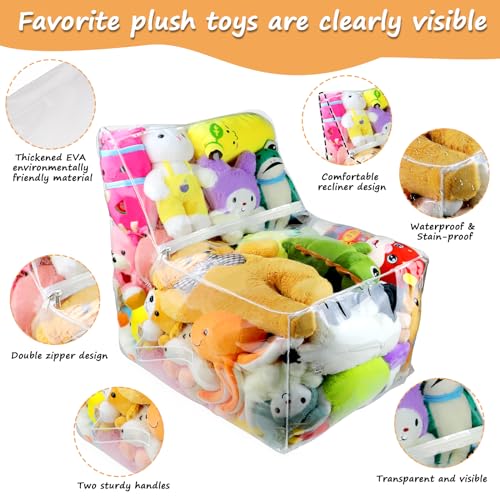 Favorite plush toys are clearly visible
Thickened EVA
environmentally
friendly material
Comfortable
recliner design
Waterproof &
Stain-proof
Double zipper design
Two sturdy handles
Transparent and visible